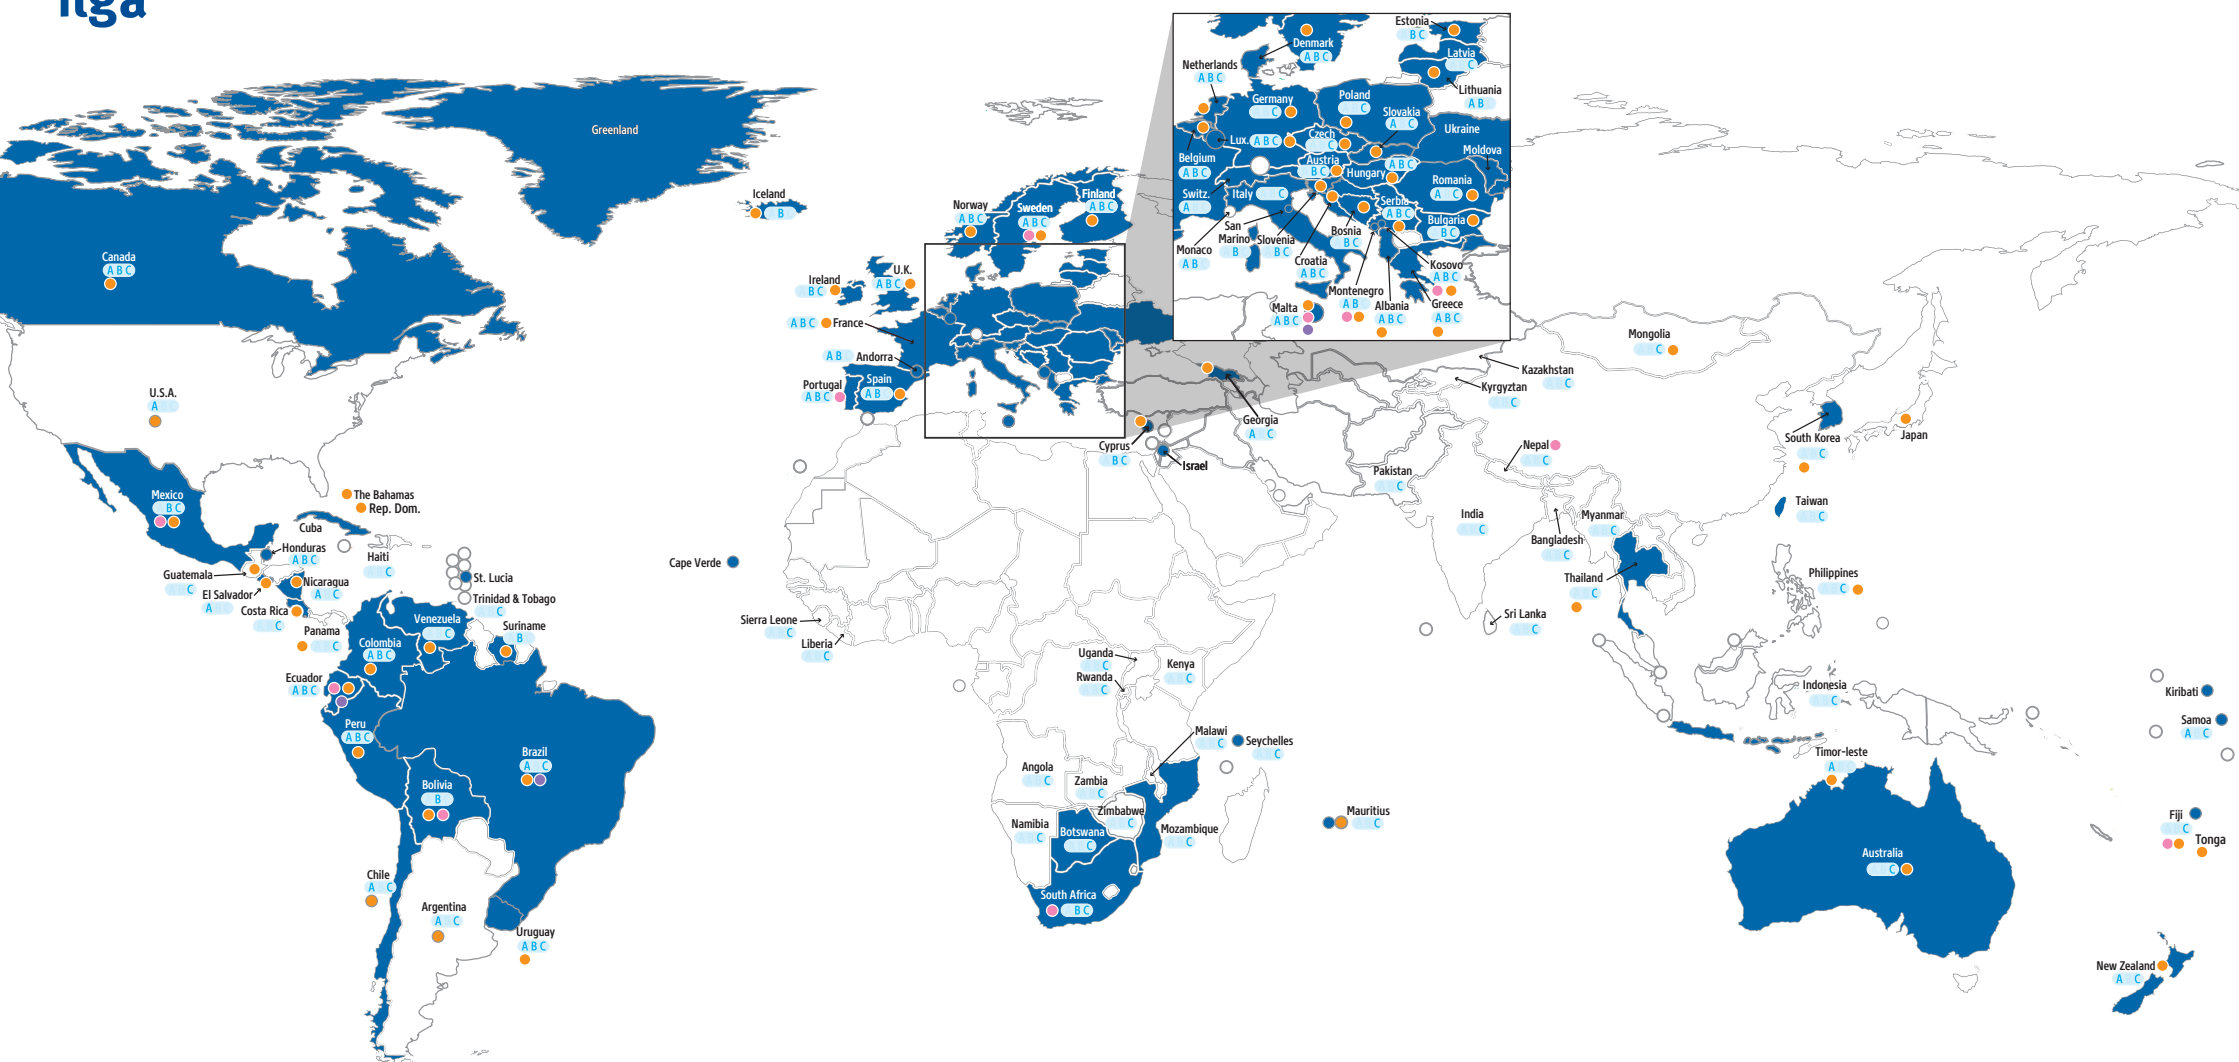 ilga
Greenland
Iceland
B
Canada
A B C
U.S.A.
A
Mexico
B C
The Bahamas
Rep. Dom.
Cuba
Honduras
A B C
Haiti
C
Guatemala
C
El Salvador
A
Nicaragua
A C
Costa Rica
C
Panama
C
St. Lucia
Trinidad & Tobago
C
Venezuela
C
Suriname
B
Colombia
A B C
Ecuador
A B C
Peru
A B C
Brazil
A C
Bolivia
B
Chile
A C
Argentina
A C
Uruguay
A B C
Norway
A B C
Sweden
A B C
Finland
A B C
Ireland
B C
U.K.
A B C
A B C
France
A B
Andorra
Portugal
A B C
Spain
A B
Estonia
B C
Denmark
A B C
Latvia
C
Netherlands
A B C
Lithuania
A B
Germany
C
Poland
C
Slovakia
A C
Ukraine
Lux.
A B C
Czech
C
Moldova
Belgium
A B C
Austria
B C
Hungary
A B C
Romania
A C
Switz.
A
Italy
C
Serbia
A B C
Bulgaria
B C
San
Marino
B
Monaco
A B
Slovenia
A B C
Croatia
A B C
Bosnia
B C
Kosovo
A B C
Montenegro
A B
Albania
A B C
Greece
A B C
Malta
A B C
Georgia
A C
Cyprus
B C
Israel
Kazakhstan
C
Kyrgyztan
C
Mongolia
C
South Korea
C
Japan
Nepal
C
Pakistan
C
India
C
Myanmar
C
Bangladesh
C
Taiwan
C
Thailand
C
Philippines
C
Sri Lanka
C
Indonesia
C
Timor-leste
A
Cape Verde
Sierra Leone
C
Liberia
C
Uganda
C
Rwanda
C
Kenya
C
Malawi
C
Seychelles
C
Angola
C
Zambia
C
Zimbabwe
C
Namibia
C
Botswana
C
Mozambique
C
South Africa
B C
Mauritius
C
Kiribati
Samoa
A C
Fiji
C
Tonga
Australia
C
New Zealand
A C